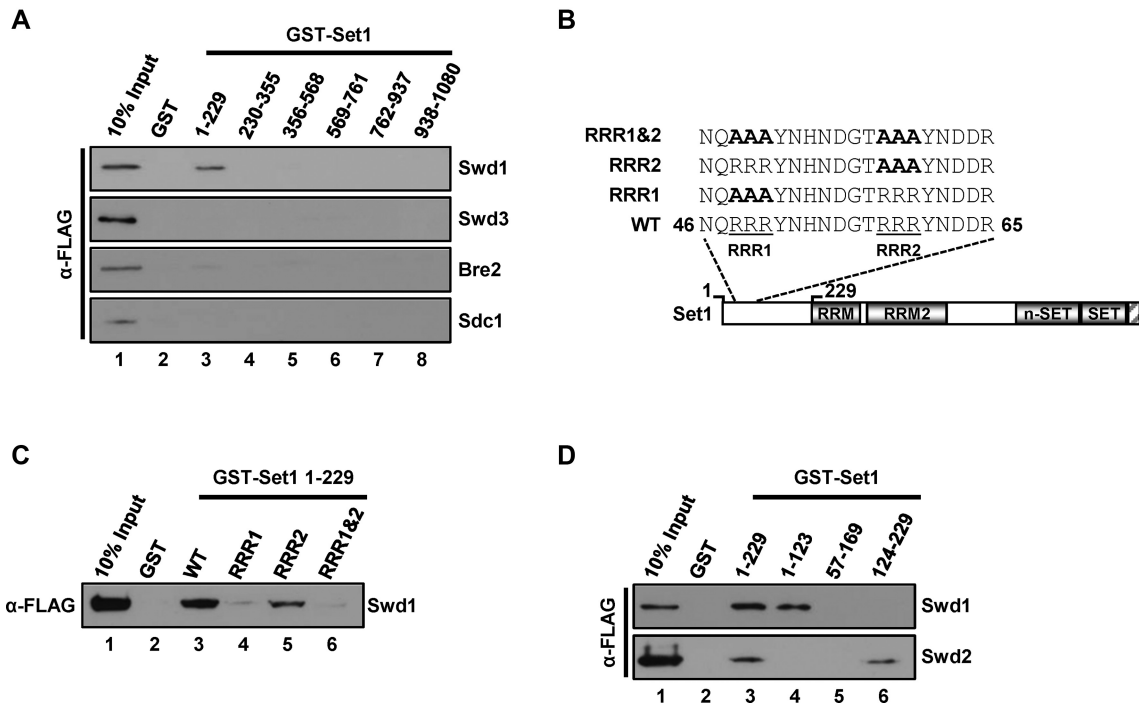 A
GST-Set1
10% Input
GST
1-229
230-355
356-568
569-761
762-937
938-1080
α-FLAG
Swd1
Swd3
Bre2
Sdc1
1 2 3 4 5 6 7 8
B
RRR1&2 NQAAAYNHNDGTAAAYNDDR
RRR2 NQRRRYNHNDGTAAAYNDDR
RRR1 NQAAAYNHNDGTRRRYNDDR
WT 46 NQRRRYNHNDGTRRRYNDDR 65
RRR1 RRR2
1 229
Set1 RRM RRM2 n-SET SET
C
GST-Set1 1-229
10% Input
GST
WT
RRR1
RRR2
RRR1&2
α-FLAG Swd1
1 2 3 4 5 6
D
GST-Set1
10% Input
GST
1-229
1-123
57-169
124-229
α-FLAG
Swd1
Swd2
1 2 3 4 5 6